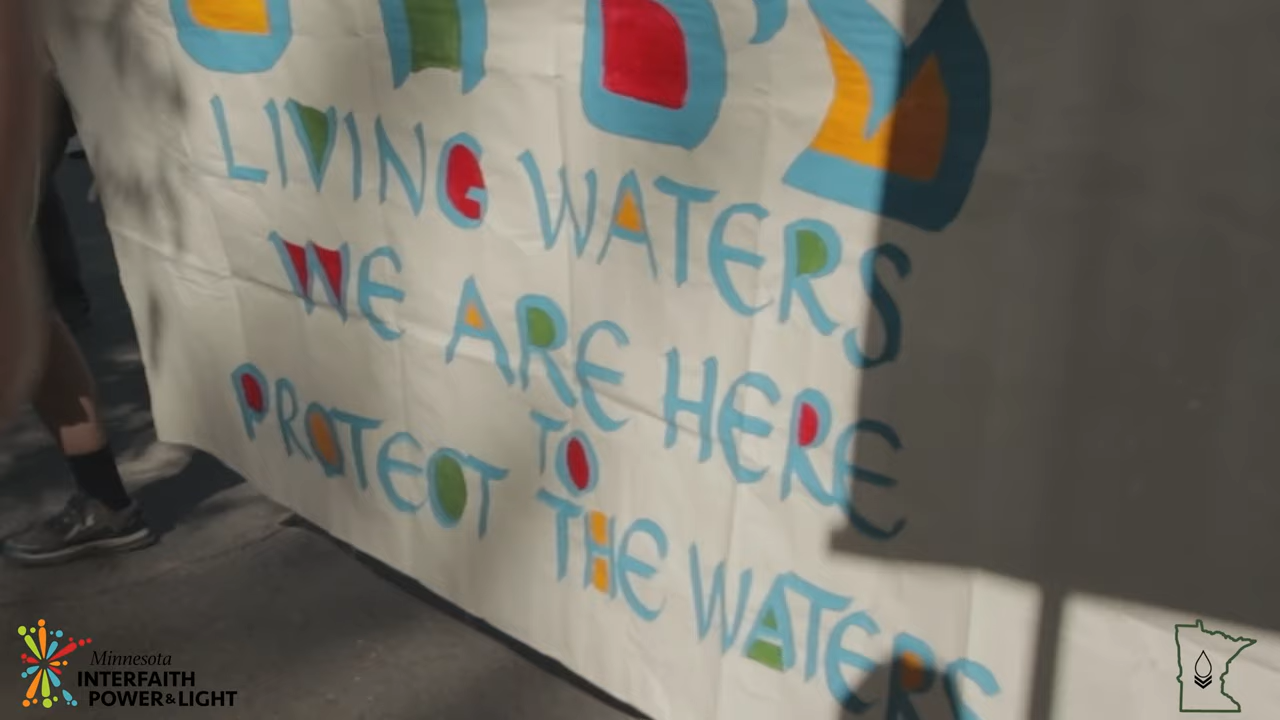 LIVING WATERS
WE ARE HERE
TO
PROTECT THE WATERS
Minnesota
INTERFAITH
POWER & LIGHT